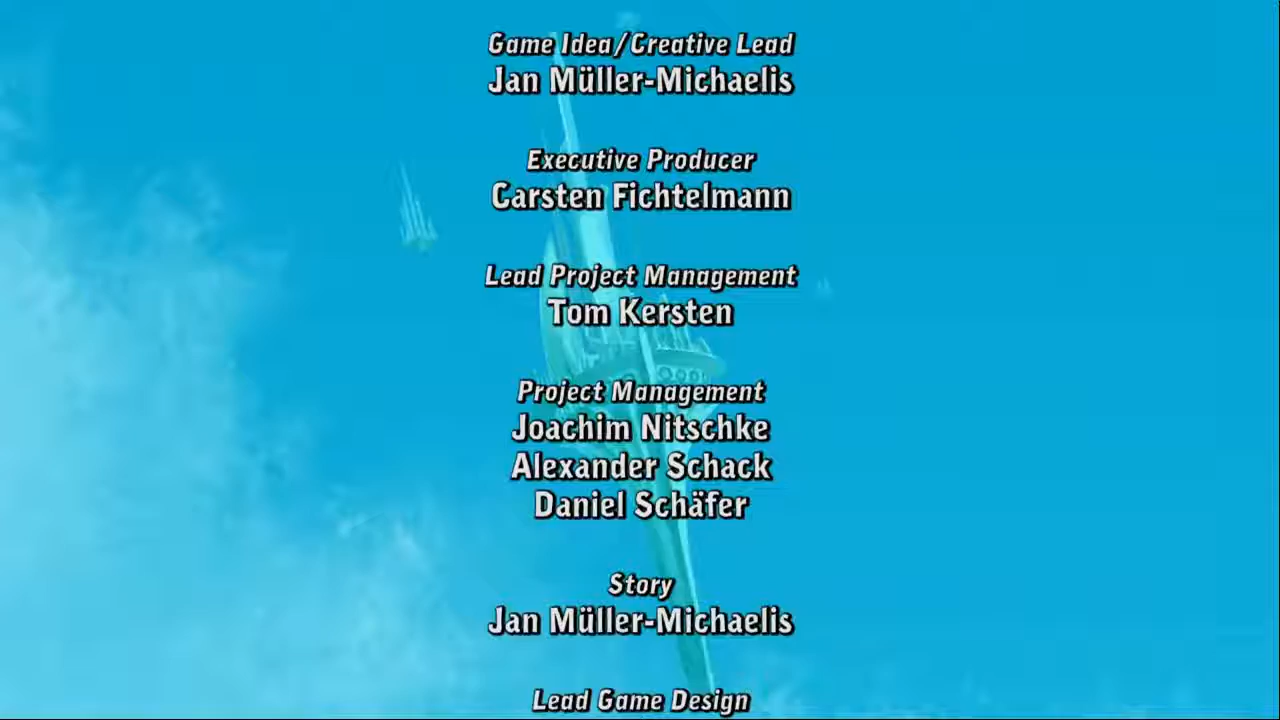 Game Idea/Creative Lead
Jan Müller-Michaelis
Executive Producer
Carsten Fichtelmann
Lead Project Management
Tom Kersten
Project Management
Joachim Nitschke
Alexander Schack
Daniel Schäfer
Story
Jan Müller-Michaelis
Lead Game Design